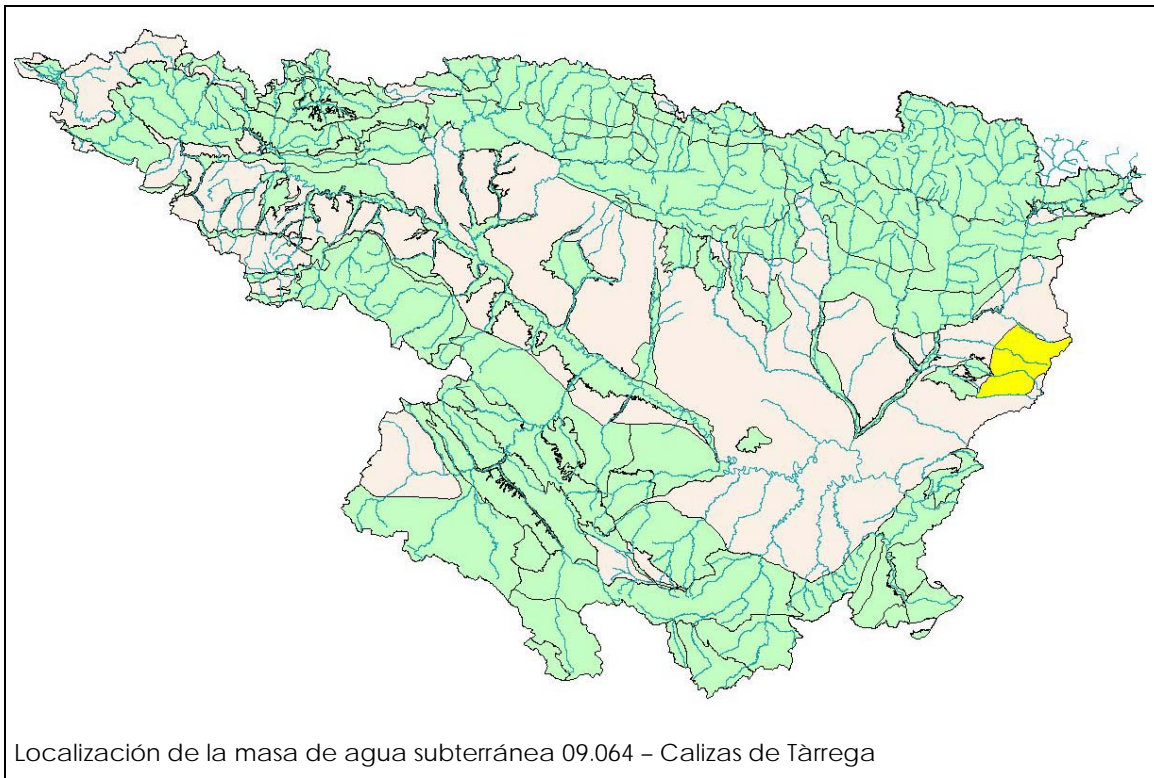 Localización de la masa de agua subterránea 09.064 – Calizas de Tàrrega